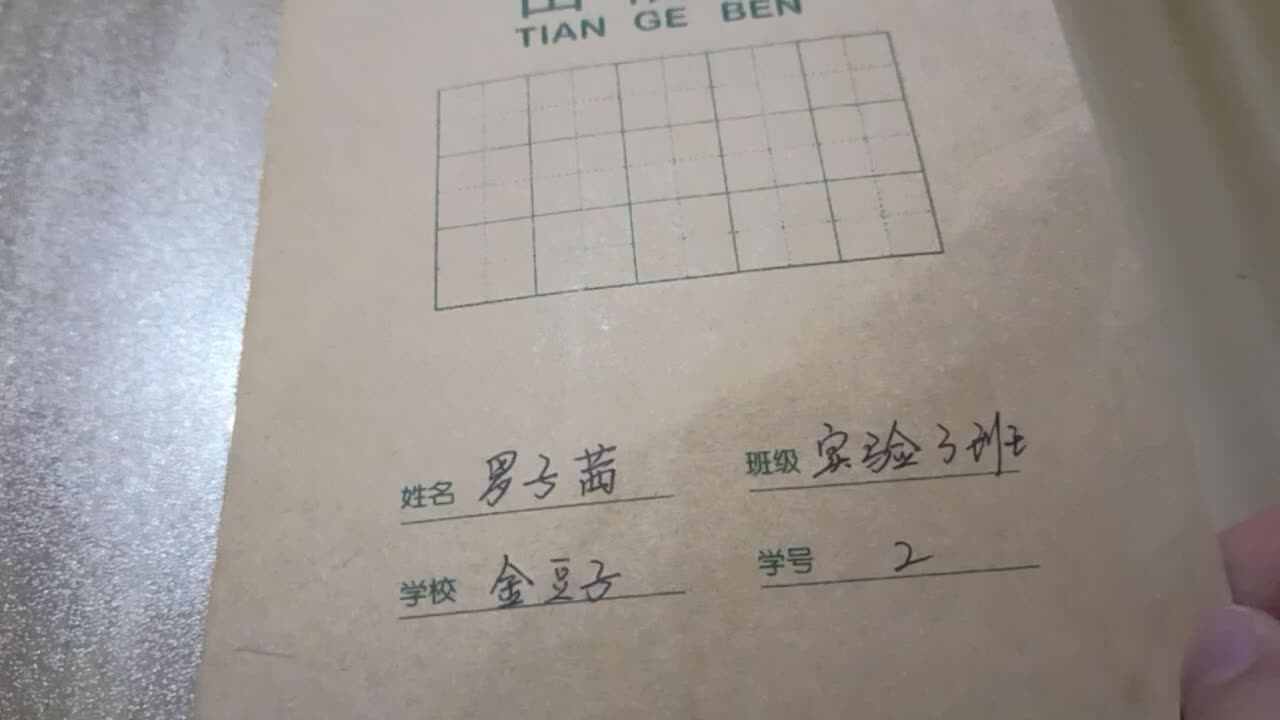 TIAN GE BEN
姓名 罗子茜 班级 实验3班
学校 金豆子 学号 2